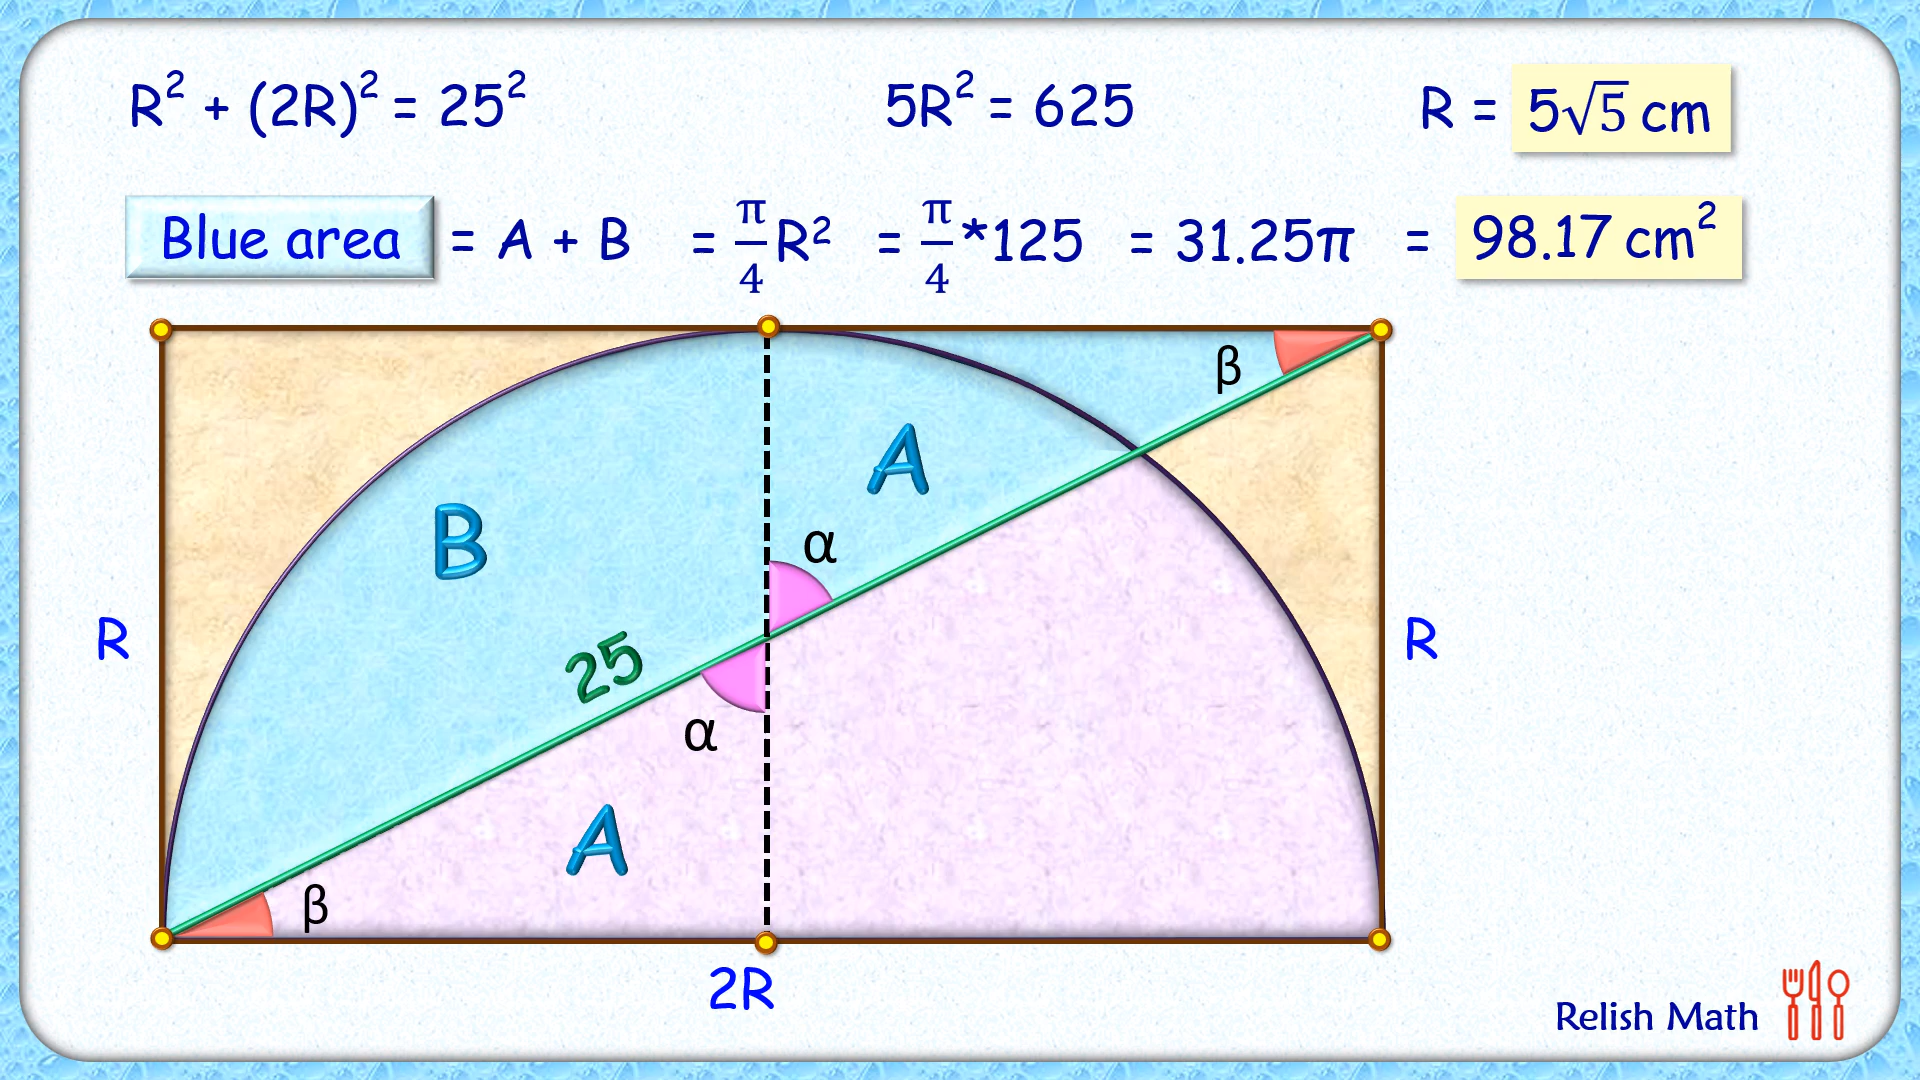 R² + (2R)² = 25² 5R² = 625 R = 5√5 cm
Blue area = A + B = π/4 R² = π/4 *125 = 31.25π = 98.17 cm²
β
A
B
α
R
25
R
α
A
β
2R
Relish Math